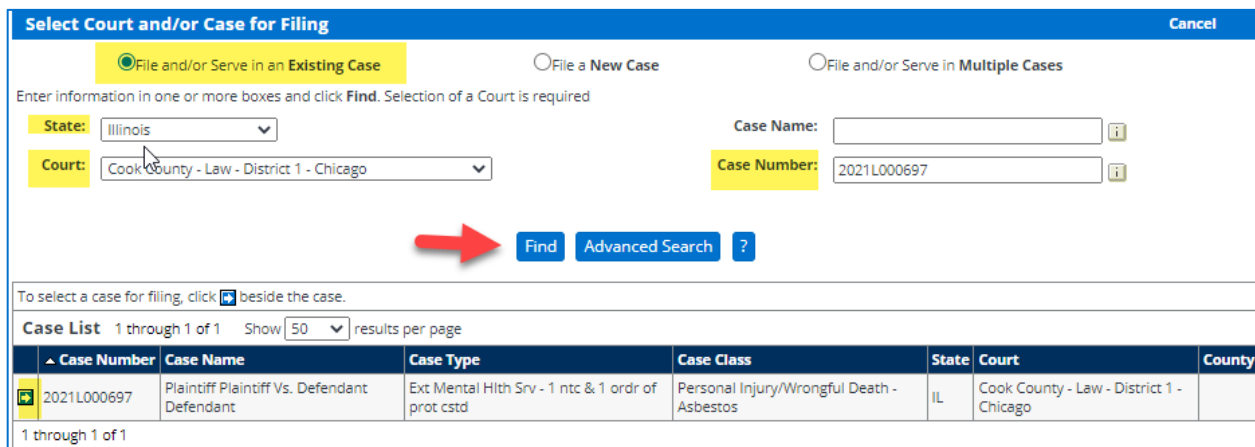 Select Court and/or Case for Filing Cancel
File and/or Serve in an Existing Case File a New Case File and/or Serve in Multiple Cases
Enter information in one or more boxes and click Find. Selection of a Court is required
State: Illinois Case Name:
Court: Cook County - Law - District 1 - Chicago Case Number: 2021L000697
Find Advanced Search ?
To select a case for filing, click beside the case.
Case List 1 through 1 of 1 Show 50 results per page
Case Number Case Name Case Type Case Class State Court County
2021L000697 Plaintiff Plaintiff Vs. Defendant Ext Mental Hlth Srv - 1 ntc & 1 ordr of Personal Injury/Wrongful Death - IL Cook County - Law - District 1 -
Defendant prot cstd Asbestos Chicago
1 through 1 of 1